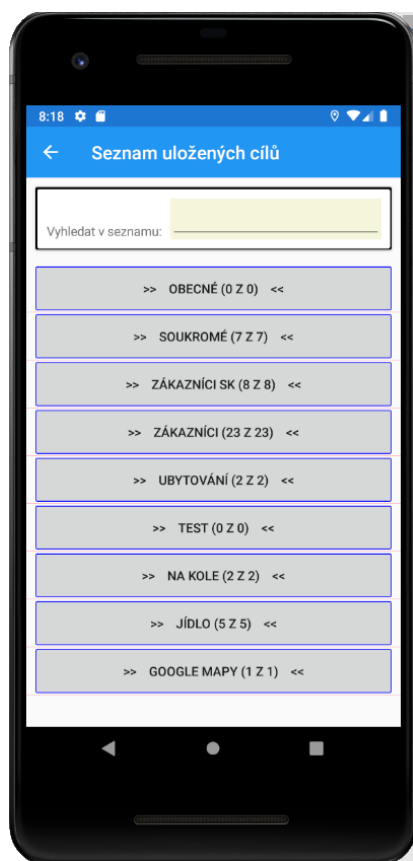 8:18
Seznam uložených cílů
Vyhledat v seznamu:
>> OBECNÉ (0 Z 0) <<
>> SOUKROMÉ (7 Z 7) <<
>> ZÁKAZNÍCI SK (8 Z 8) <<
>> ZÁKAZNÍCI (23 Z 23) <<
>> UBYTOVÁNÍ (2 Z 2) <<
>> TEST (0 Z 0) <<
>> NA KOLE (2 Z 2) <<
>> JÍDLO (5 Z 5) <<
>> GOOGLE MAPY (1 Z 1) <<